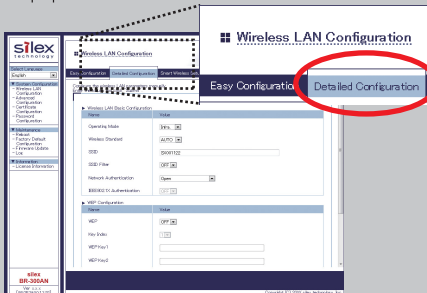 silex
technology
Select Language
English
System Configuration
- Wireless LAN
Configuration
- Advanced
Configuration
- Certificate
Configuration
- Password
Configuration
Maintenance
- Reboot
- Factory Default
Configuration
- Firmware Update
- Log
Information
- License Information
silex
BR-300AN
Wireless LAN Configuration
Easy Configuration
Detailed Configuration
Smart Wireless
Wireless LAN Basic Configuration
Name Value
Operating Mode Infra.
Wireless Standard AUTO
SSID SX001122
SSID Filter OFF
Network Authentication Open
IEEE802.1X Authentication OFF
WEP Configuration
Name Value
WEP OFF
Key Index 1
WEP Key1
WEP Key2
Wireless LAN Configuration
Easy Configuration
Detailed Configuration